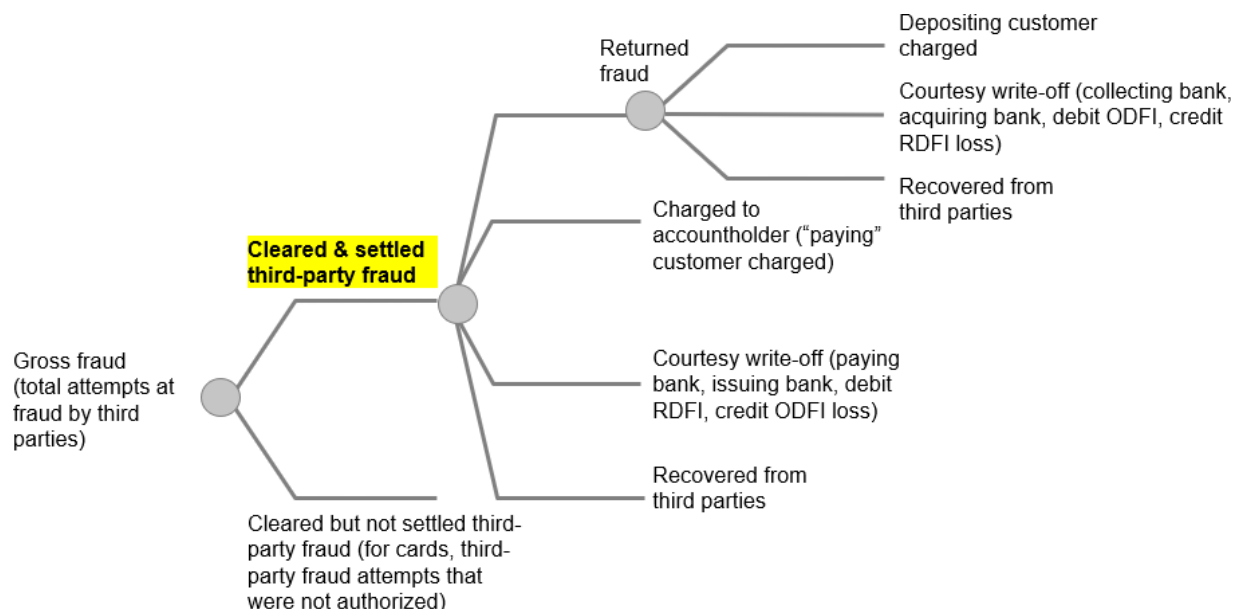 Depositing customer
charged
Returned
fraud
Courtesy write-off (collecting bank,
acquiring bank, debit ODFI, credit
RDFI loss)
Recovered from
third parties
Charged to
accountholder (“paying”
customer charged)
Cleared & settled
third-party fraud
Gross fraud
(total attempts at
fraud by third
parties)
Courtesy write-off (paying
bank, issuing bank, debit
RDFI, credit ODFI loss)
Recovered from
third parties
Cleared but not settled third-
party fraud (for cards, third-
party fraud attempts that
were not authorized)